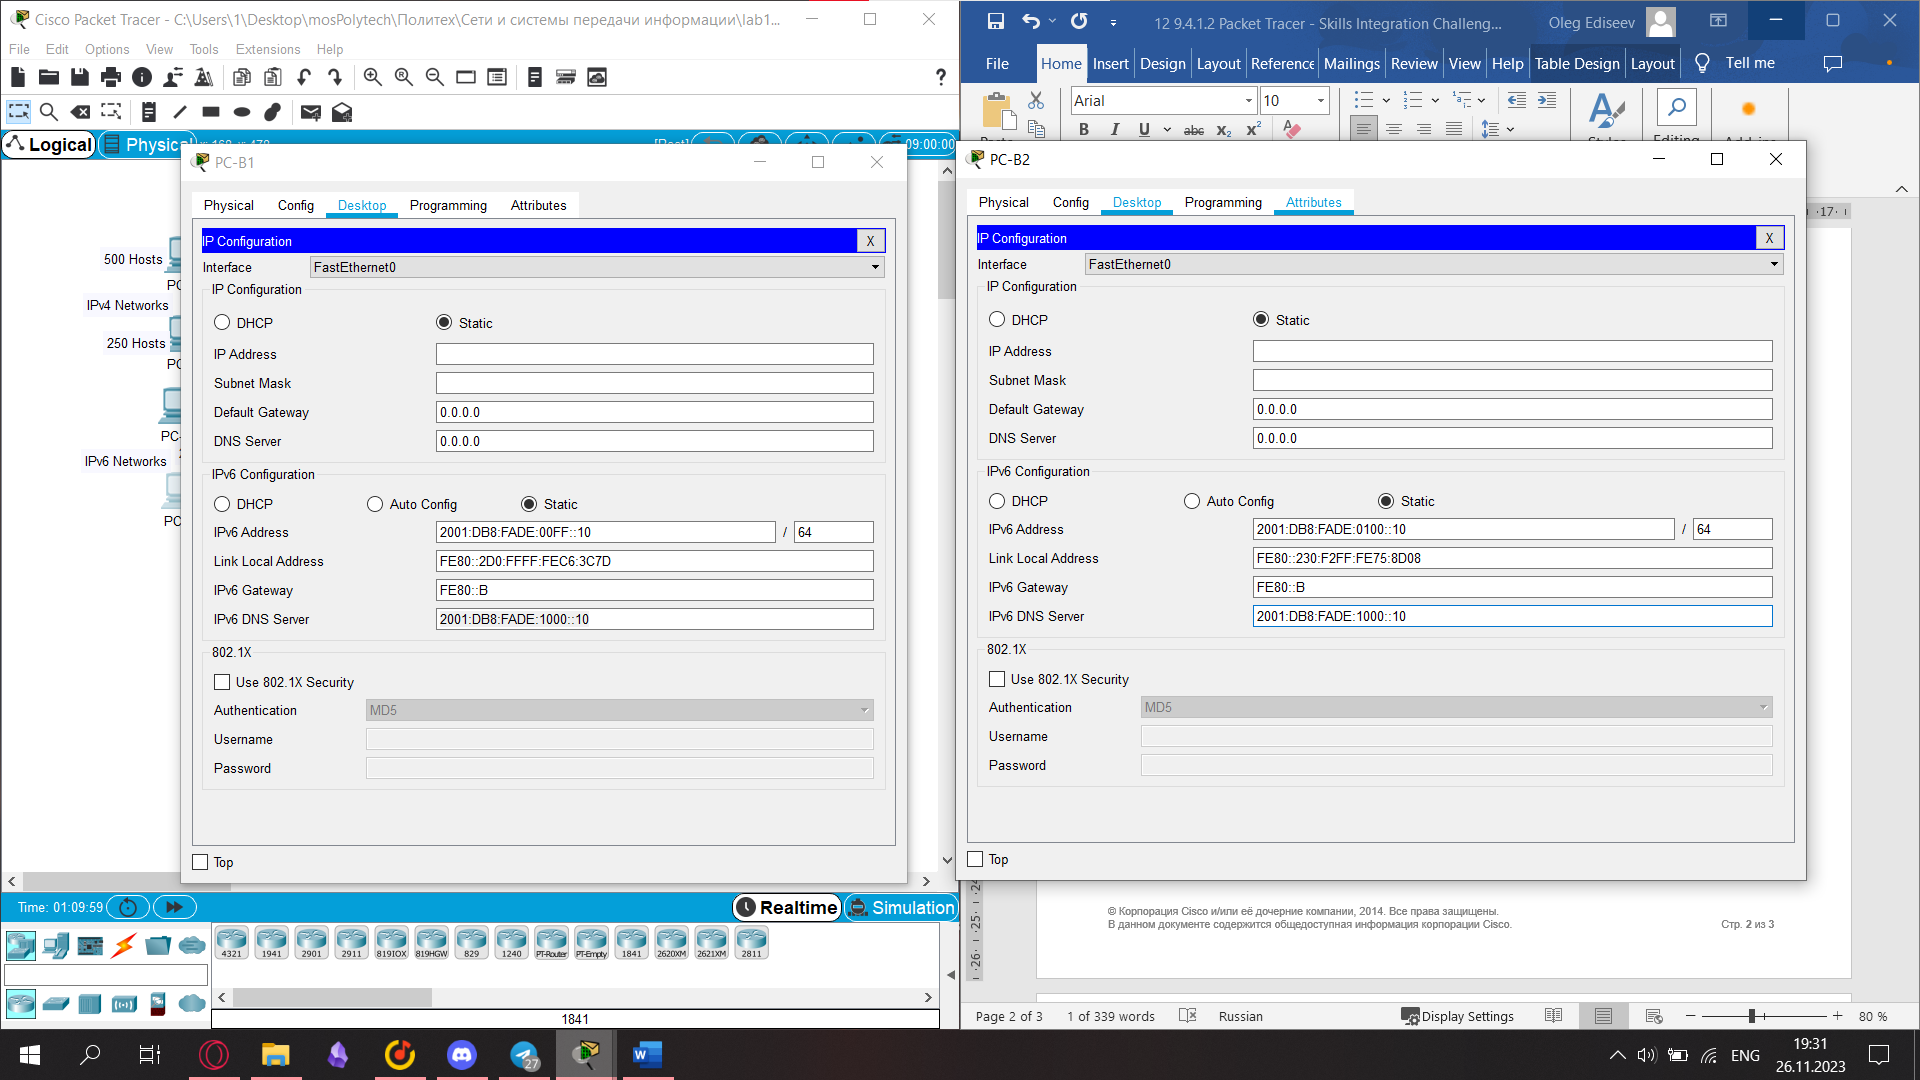 Cisco Packet Tracer - C:\Users\1\Desktop\mosPolytech\Политех\Сети и системы передачи информации\lab1...
File Edit Options View Tools Extensions Help
?
Logical Physical
09:00:00
500 Hosts
IPv4 Networks
250 Hosts
IPv6 Networks
PC-B1
Physical Config Desktop Programming Attributes
IP Configuration X
Interface FastEthernet0
IP Configuration
DHCP Static
IP Address
Subnet Mask
Default Gateway 0.0.0.0
DNS Server 0.0.0.0
IPv6 Configuration
DHCP Auto Config Static
IPv6 Address 2001:DB8:FADE:00FF::10 / 64
Link Local Address FE80::2D0:FFFF:FEC6:3C7D
IPv6 Gateway FE80::B
IPv6 DNS Server 2001:DB8:FADE:1000::10
802.1X
Use 802.1X Security
Authentication MD5
Username
Password
Top
Time: 01:09:59 Realtime Simulation
4321 1941 2901 2911 819IOX 819HGW 829 1240 PT-Router PT-Empty 1841 2620XM 2621XM 2811
1841
12 9.4.1.2 Packet Tracer - Skills Integration Challeng... Oleg Ediseev
File Home Insert Design Layout Reference Mailings Review View Help Table Design Layout Tell me
Arial 10
B I U abc X₂ X²
Editing
17
PC-B2
Physical Config Desktop Programming Attributes
IP Configuration X
Interface FastEthernet0
IP Configuration
DHCP Static
IP Address
Subnet Mask
Default Gateway 0.0.0.0
DNS Server 0.0.0.0
IPv6 Configuration
DHCP Auto Config Static
IPv6 Address 2001:DB8:FADE:0100::10 / 64
Link Local Address FE80::230:F2FF:FE75:8D08
IPv6 Gateway FE80::B
IPv6 DNS Server 2001:DB8:FADE:1000::10
802.1X
Use 802.1X Security
Authentication MD5
Username
Password
Top
© Корпорация Cisco и/или её дочерние компании, 2014. Все права защищены.
В данном документе содержится общедоступная информация корпорации Cisco. Стр. 2 из 3
Page 2 of 3 1 of 339 words Russian Display Settings 80 %
27
ENG 19:31
26.11.2023